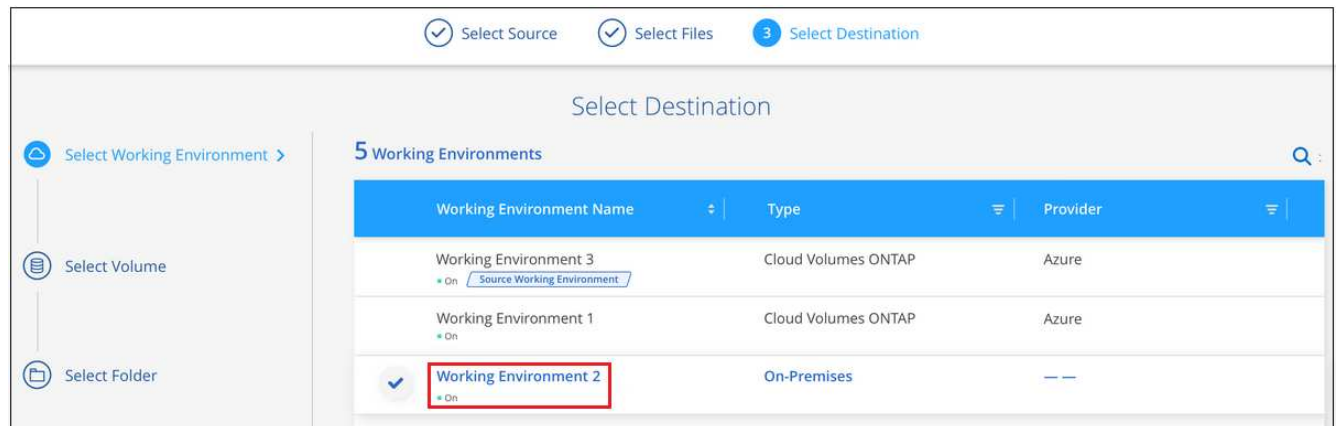 Select Source
Select Files
3 Select Destination
Select Destination
Select Working Environment >
Select Volume
Select Folder
5 Working Environments
Working Environment Name Type Provider
Working Environment 3 Cloud Volumes ONTAP Azure
On Source Working Environment
Working Environment 1 Cloud Volumes ONTAP Azure
On
Working Environment 2 On-Premises — —
On